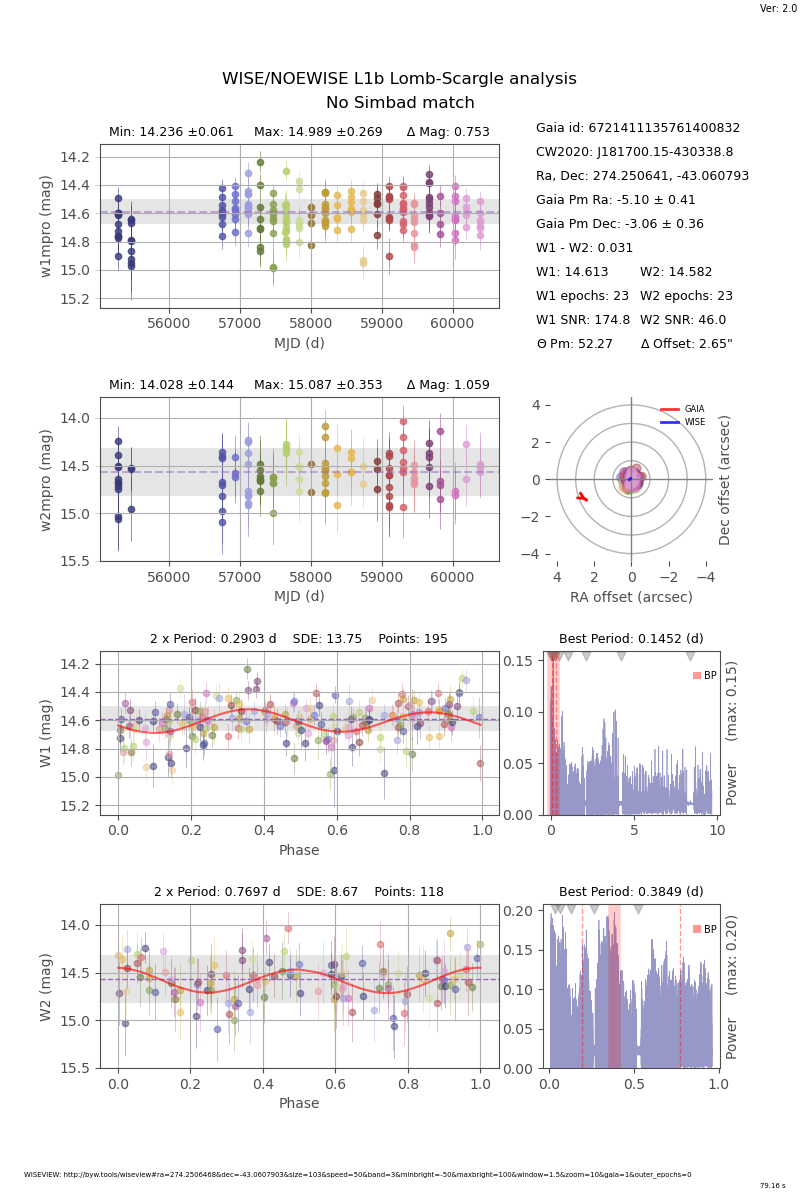 Ver: 2.0
WISE/NOEWISE L1b Lomb-Scargle analysis
No Simbad match
Min: 14.236 ±0.061 Max: 14.989 ±0.269 Δ Mag: 0.753
14.2
14.4
14.6
14.8
15.0
15.2
w1mpro (mag)
56000 57000 58000 59000 60000
MJD (d)
Gaia id: 6721411135761400832
CW2020: J181700.15-430338.8
Ra, Dec: 274.250641, -43.060793
Gaia Pm Ra: -5.10 ± 0.41
Gaia Pm Dec: -3.06 ± 0.36
W1 - W2: 0.031
W1: 14.613 W2: 14.582
W1 epochs: 23 W2 epochs: 23
W1 SNR: 174.8 W2 SNR: 46.0
Θ Pm: 52.27 Δ Offset: 2.65"
Min: 14.028 ±0.144 Max: 15.087 ±0.353 Δ Mag: 1.059
14.0
14.5
15.0
15.5
w2mpro (mag)
56000 57000 58000 59000 60000
MJD (d)
GAIA
WISE
4
2
0
−2
−4
4 2 0 −2 −4
RA offset (arcsec)
Dec offset (arcsec)
2 x Period: 0.2903 d SDE: 13.75 Points: 195
14.2
14.4
14.6
14.8
15.0
15.2
W1 (mag)
0.0 0.2 0.4 0.6 0.8 1.0
Phase
Best Period: 0.1452 (d)
BP
0.15
0.10
0.05
0.00
0 5 10
Power (max: 0.15)
2 x Period: 0.7697 d SDE: 8.67 Points: 118
14.0
14.5
15.0
15.5
W2 (mag)
0.0 0.2 0.4 0.6 0.8 1.0
Phase
Best Period: 0.3849 (d)
BP
0.20
0.15
0.10
0.05
0.00
0.0 0.5 1.0
Power (max: 0.20)
WISEVIEW: http://byw.tools/wiseview#ra=274.2506468&dec=-43.0607903&size=103&speed=50&band=3&minbright=-50&maxbright=100&window=1.5&zoom=10&gaia=1&outer_epochs=0
79.16 s